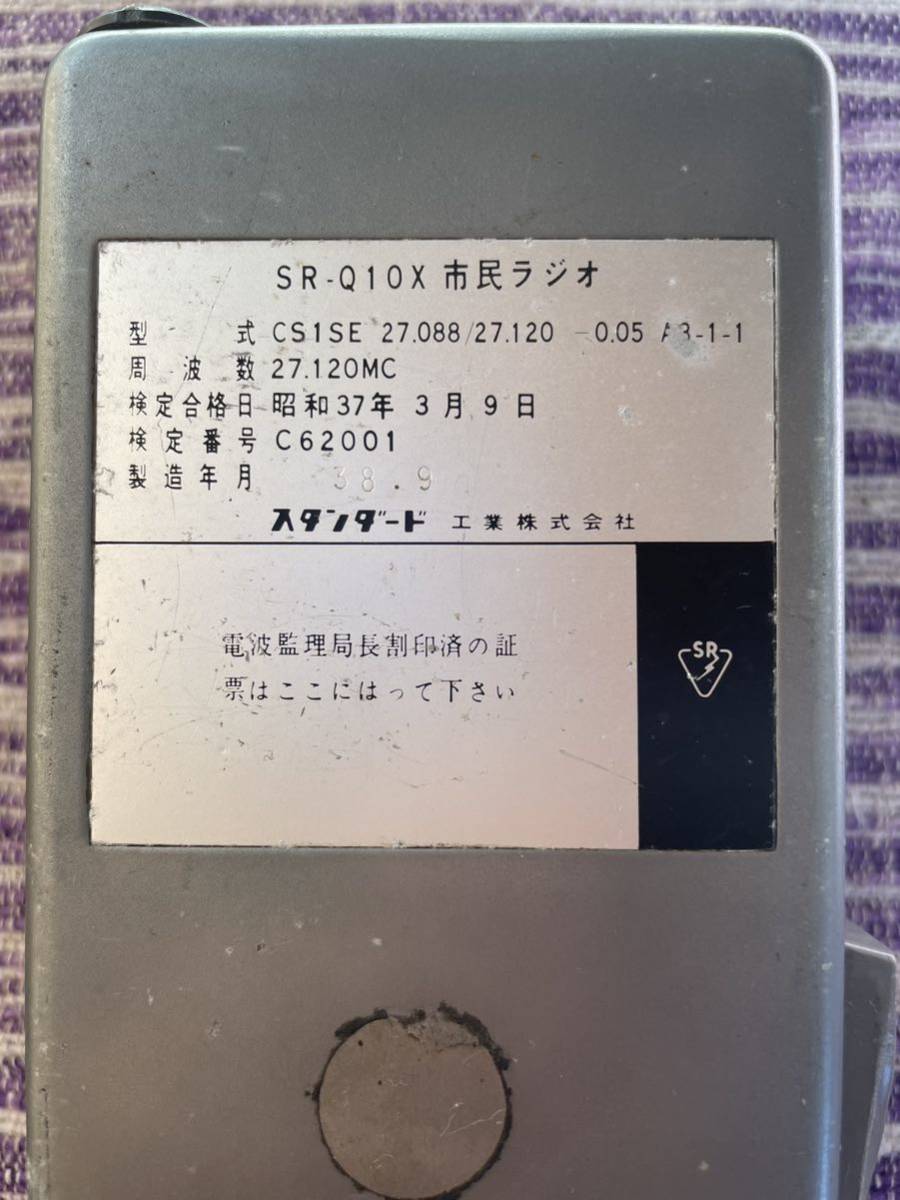 SR-Q10X 市民ラジオ
型式 CS1SE 27.088/27.120 -0.05 A3-1-1
周波数 27.120MC
検定合格日 昭和37年 3月 9日
検定番号 C62001
製造年月 38.9
スタンダード 工業株式会社
電波監理局長割印済の証
票はここにはって下さい
SR